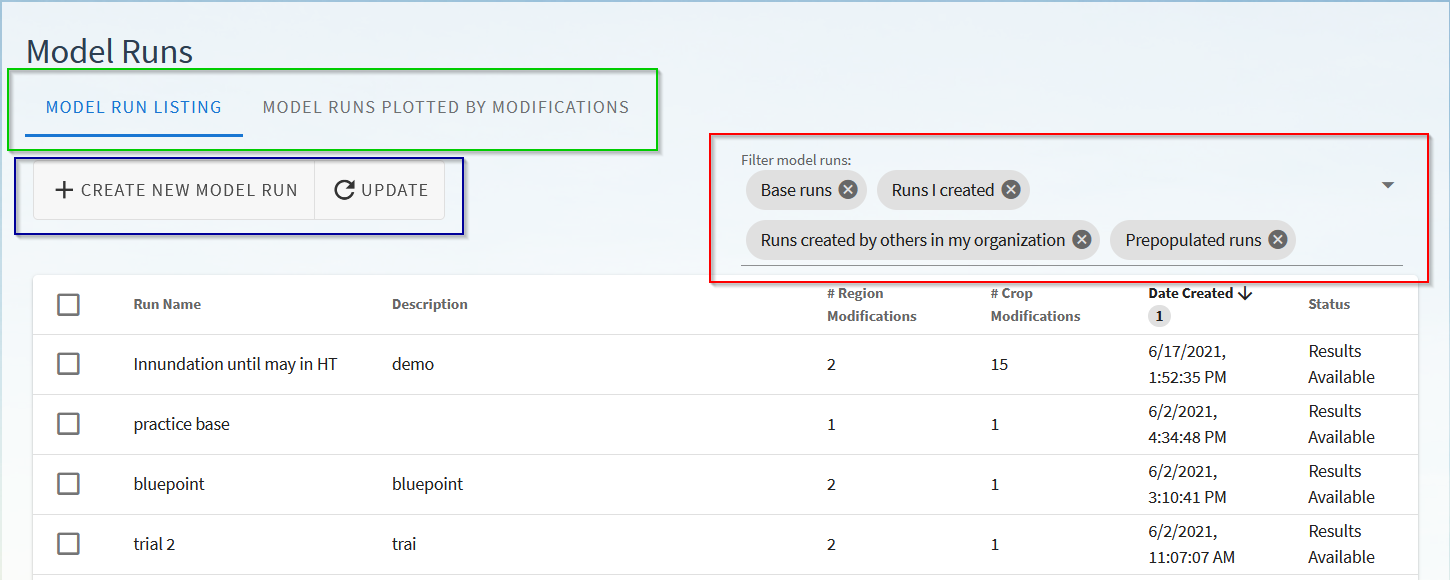 Model Runs
MODEL RUN LISTING MODEL RUNS PLOTTED BY MODIFICATIONS
CREATE NEW MODEL RUN UPDATE
Filter model runs:
Base runs Runs I created
Runs created by others in my organization Prepopulated runs
Run Name Description # Region Modifications # Crop Modifications Date Created 1 Status
Innundation until may in HT demo 2 15 6/17/2021, 1:52:35 PM Results Available
practice base 1 1 6/2/2021, 4:34:48 PM Results Available
bluepoint bluepoint 2 1 6/2/2021, 3:10:41 PM Results Available
trial 2 trai 2 1 6/2/2021, 11:07:07 AM Results Available